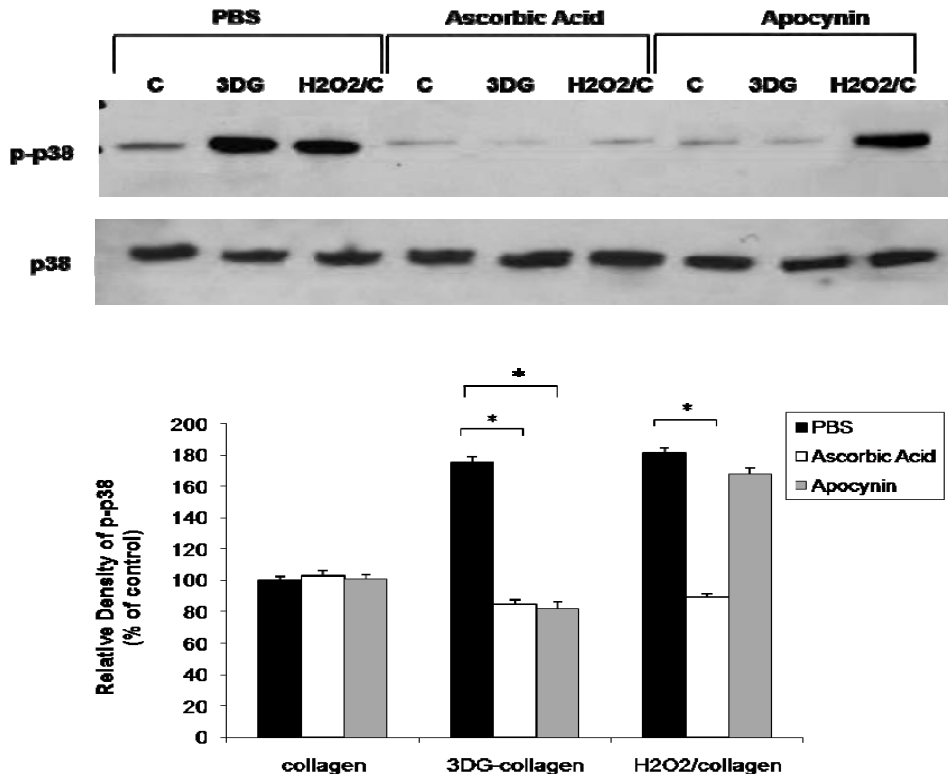 PBS Ascorbic Acid Apocynin
C 3DG H2O2/C C 3DG H2O2/C C 3DG H2O2/C
p-p38
p38
* 
* *
Relative Density of p-p38
(% of control)
200
180
160
140
120
100
80
60
40
20
0
PBS
Ascorbic Acid
Apocynin
collagen 3DG-collagen H2O2/collagen